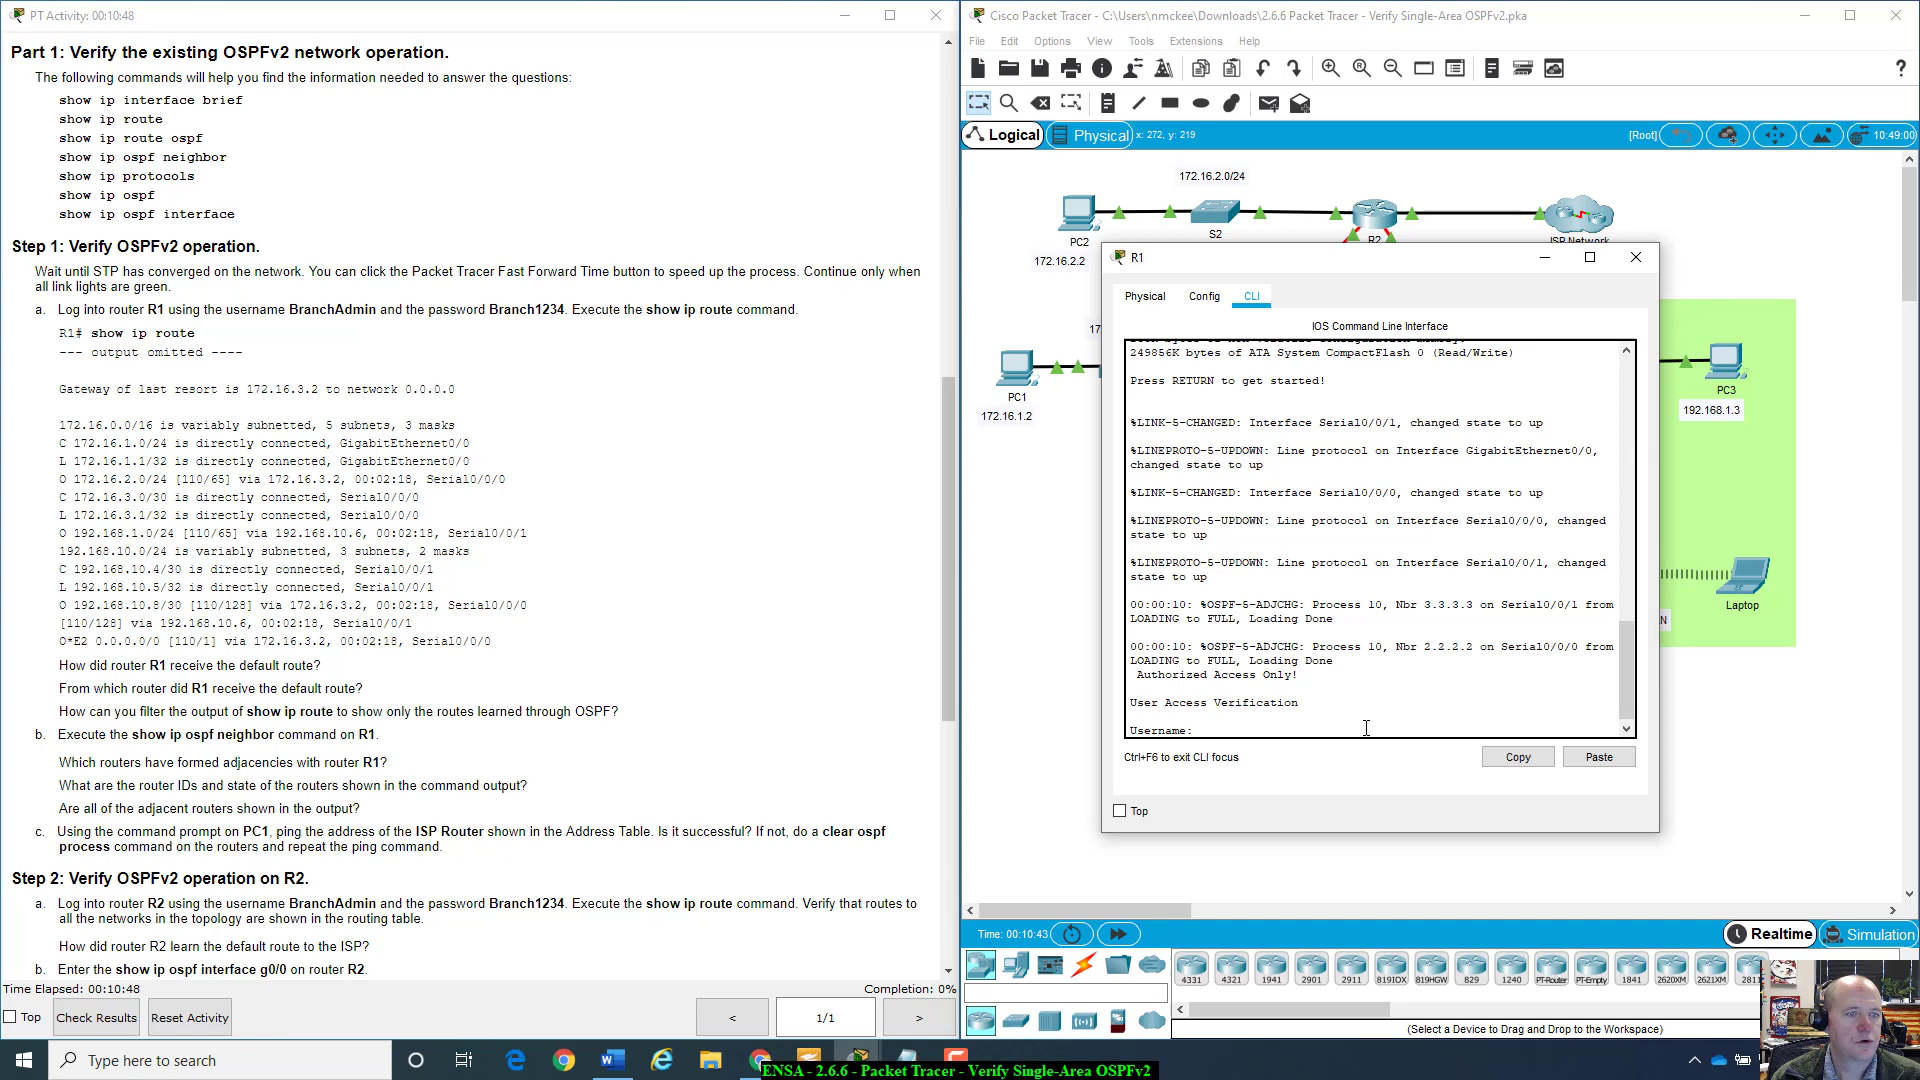 PT Activity: 00:10:48
Part 1: Verify the existing OSPFv2 network operation.
The following commands will help you find the information needed to answer the questions:
show ip interface brief
show ip route
show ip route ospf
show ip ospf neighbor
show ip protocols
show ip ospf
show ip ospf interface
Step 1: Verify OSPFv2 operation.
Wait until STP has converged on the network. You can click the Packet Tracer Fast Forward Time button to speed up the process. Continue only when
all link lights are green.
a. Log into router R1 using the username BranchAdmin and the password Branch1234. Execute the show ip route command.
R1# show ip route
--- output omitted ----
Gateway of last resort is 172.16.3.2 to network 0.0.0.0
172.16.0.0/16 is variably subnetted, 5 subnets, 3 masks
C 172.16.1.0/24 is directly connected, GigabitEthernet0/0
L 172.16.1.1/32 is directly connected, GigabitEthernet0/0
O 172.16.2.0/24 [110/65] via 172.16.3.2, 00:02:18, Serial0/0/0
C 172.16.3.0/30 is directly connected, Serial0/0/0
L 172.16.3.1/32 is directly connected, Serial0/0/0
O 192.168.1.0/24 [110/65] via 192.168.10.6, 00:02:18, Serial0/0/1
192.168.10.0/24 is variably subnetted, 3 subnets, 2 masks
C 192.168.10.4/30 is directly connected, Serial0/0/1
L 192.168.10.5/32 is directly connected, Serial0/0/1
O 192.168.10.8/30 [110/128] via 172.16.3.2, 00:02:18, Serial0/0/0
[110/128] via 192.168.10.6, 00:02:18, Serial0/0/1
O*E2 0.0.0.0/0 [110/1] via 172.16.3.2, 00:02:18, Serial0/0/0
How did router R1 receive the default route?
From which router did R1 receive the default route?
How can you filter the output of show ip route to show only the routes learned through OSPF?
b. Execute the show ip ospf neighbor command on R1.
Which routers have formed adjacencies with router R1?
What are the router IDs and state of the routers shown in the command output?
Are all of the adjacent routers shown in the output?
c. Using the command prompt on PC1, ping the address of the ISP Router shown in the Address Table. Is it successful? If not, do a clear ospf
process command on the routers and repeat the ping command.
Step 2: Verify OSPFv2 operation on R2.
a. Log into router R2 using the username BranchAdmin and the password Branch1234. Execute the show ip route command. Verify that routes to
all the networks in the topology are shown in the routing table.
How did router R2 learn the default route to the ISP?
b. Enter the show ip ospf interface g0/0 on router R2.
Time Elapsed: 00:10:48
Completion: 0%
Top
Check Results
Reset Activity
<
1/1
>
Cisco Packet Tracer - C:\Users\nmckee\Downloads\2.6.6 Packet Tracer - Verify Single-Area OSPFv2.pka
File Edit Options View Tools Extensions Help
?
Logical
Physical
x: 272, y: 219
[Root]
10:49:00
172.16.2.0/24
PC2
S2
R2
ISP Network
172.16.2.2
17
PC1
172.16.1.2
PC3
192.168.1.3
Laptop
N
R1
Physical
Config
CLI
IOS Command Line Interface
249856K bytes of ATA System CompactFlash 0 (Read/Write)
Press RETURN to get started!
%LINK-5-CHANGED: Interface Serial0/0/1, changed state to up
%LINEPROTO-5-UPDOWN: Line protocol on Interface GigabitEthernet0/0,
changed state to up
%LINK-5-CHANGED: Interface Serial0/0/0, changed state to up
%LINEPROTO-5-UPDOWN: Line protocol on Interface Serial0/0/0, changed
state to up
%LINEPROTO-5-UPDOWN: Line protocol on Interface Serial0/0/1, changed
state to up
00:00:10: %OSPF-5-ADJCHG: Process 10, Nbr 3.3.3.3 on Serial0/0/1 from
LOADING to FULL, Loading Done
00:00:10: %OSPF-5-ADJCHG: Process 10, Nbr 2.2.2.2 on Serial0/0/0 from
LOADING to FULL, Loading Done
Authorized Access Only!
User Access Verification
Username:
Ctrl+F6 to exit CLI focus
Copy
Paste
Top
Time: 00:10:43
Realtime
Simulation
4331 4321 1941 2901 2911 819IOX 819HGW 829 1240 PT-Router PT-Empty 1841 2620XM 2621XM 2811
(Select a Device to Drag and Drop to the Workspace)
Type here to search
ENSA - 2.6.6 - Packet Tracer - Verify Single-Area OSPFv2